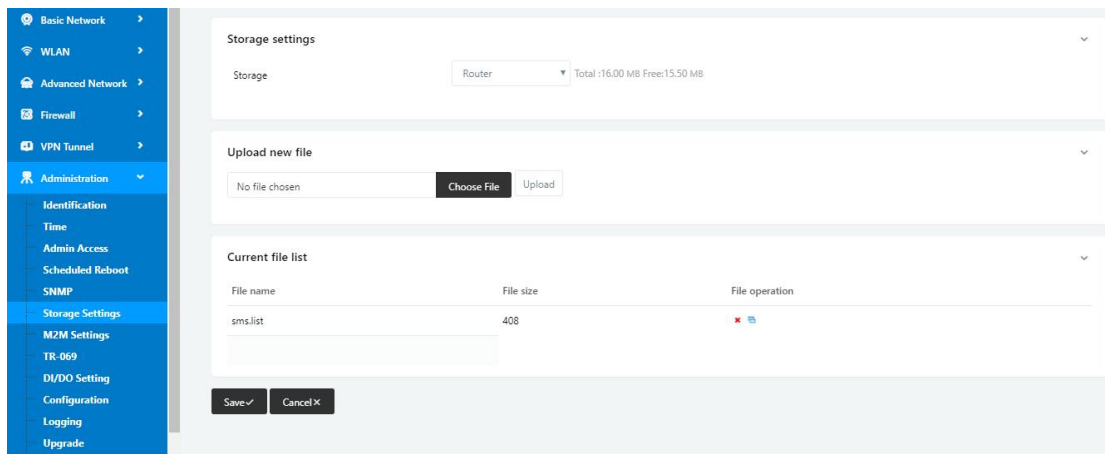 Basic Network
WLAN
Advanced Network
Firewall
VPN Tunnel
Administration
Identification
Time
Admin Access
Scheduled Reboot
SNMP
Storage Settings
M2M Settings
TR-069
DI/DO Setting
Configuration
Logging
Upgrade
Storage settings
Storage Router Total :16.00 MB Free:15.50 MB
Upload new file
No file chosen Choose File Upload
Current file list
File name File size File operation
sms.list 408
Save Cancel